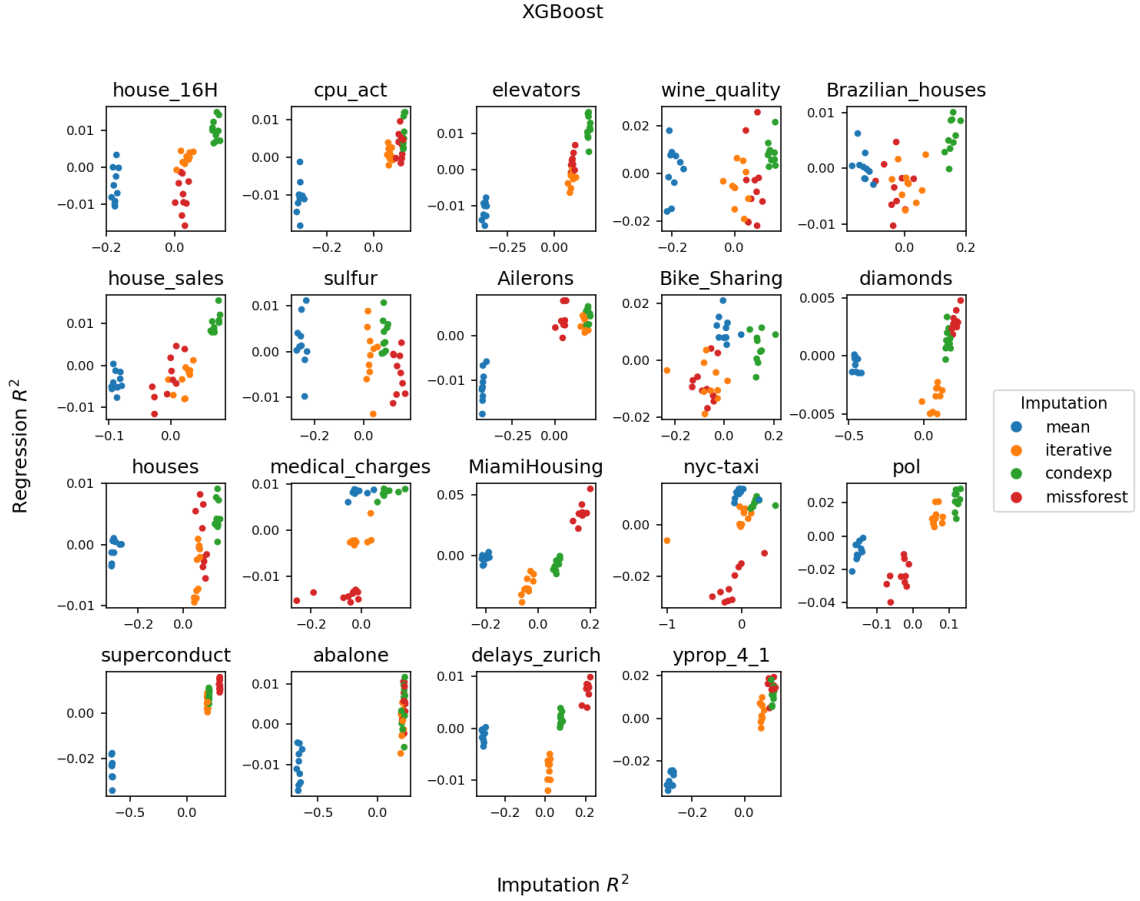 XGBoost
house_16H cpu_act elevators wine_quality Brazilian_houses
0.01 0.00 −0.01 0.01 0.00 −0.01 0.01 0.00 −0.01 0.02 0.00 −0.02 0.01 0.00 −0.01
−0.2 0.0 −0.25 0.00 −0.25 0.00 −0.2 0.0 0.0 0.2
house_sales sulfur Ailerons Bike_Sharing diamonds
0.01 0.00 −0.01 0.01 0.00 −0.01 0.00 −0.01 0.02 0.00 −0.02 0.005 0.000 −0.005
−0.1 0.0 −0.2 0.0 −0.4 −0.2 0.0 −0.2 0.0 0.2 −0.5 0.0
Imputation
mean
iterative
condexp
missforest
houses medical_charges MiamiHousing nyc-taxi pol
0.01 0.00 −0.01 0.01 0.00 −0.01 0.05 0.00 0.00 −0.02 0.02 0.00 −0.02 −0.04
−0.2 0.0 −0.2 0.0 0.2 −0.2 0.0 0.2 −1 0 −0.1 0.0 0.1
superconduct abalone delays_zurich yprop_4_1
0.00 −0.02 0.01 0.00 −0.01 0.01 0.00 −0.01 0.02 0.00 −0.02
−0.5 0.0 −0.5 0.0 −0.2 0.0 0.2 −0.2 0.0
Regression R²
Imputation R²